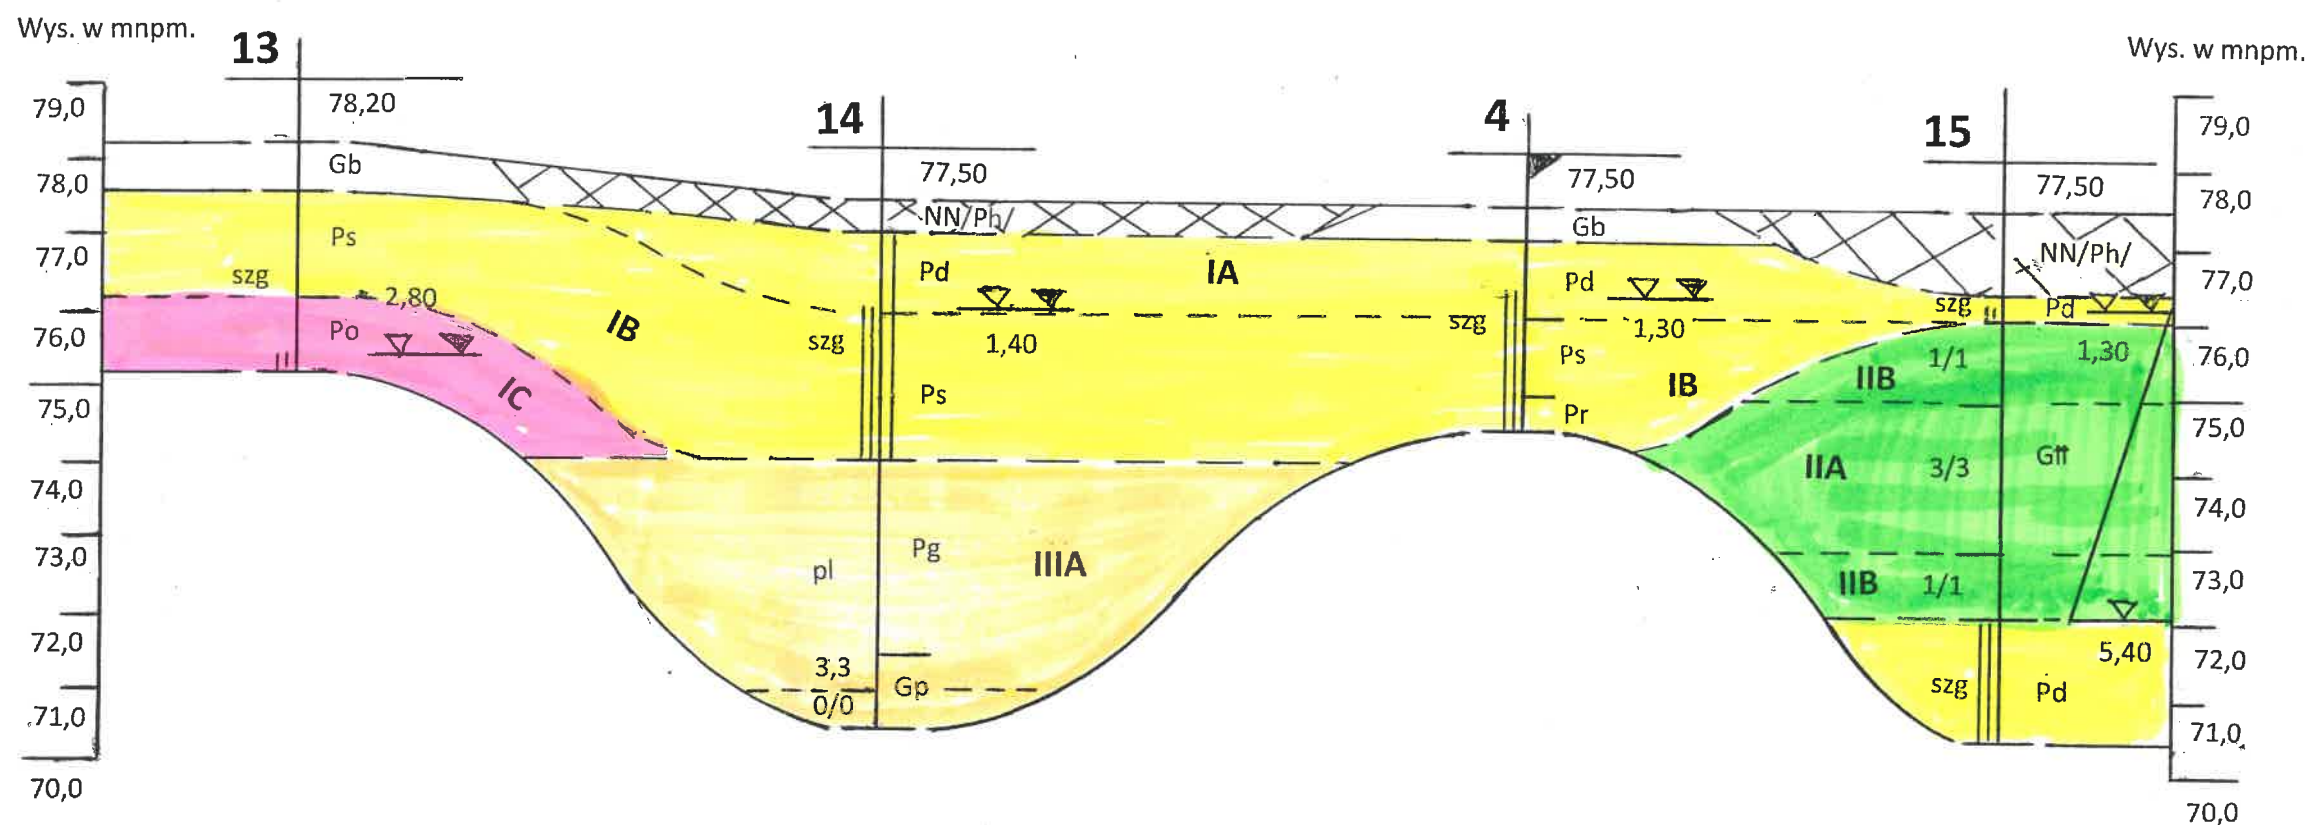 Wys. w mnpm.
Wys. w mnpm.
13
14
4
15
79,0
78,0
77,0
76,0
75,0
74,0
73,0
72,0
71,0
70,0
78,20
Gb
Ps
szg
2,80
Po
IC
IB
77,50
NN/Ph/
Pd
IA
szg
1,40
Ps
Pg
pl
IIIA
3,3
0/0
Gp
77,50
Gb
Pd
szg
1,30
Ps
IB
Pr
77,50
NN/Ph/
szg
Pd
1/1
1,30
IIB
IIA
3/3
Gπ
IIB
1/1
5,40
szg
Pd
79,0
78,0
77,0
76,0
75,0
74,0
73,0
72,0
71,0
70,0